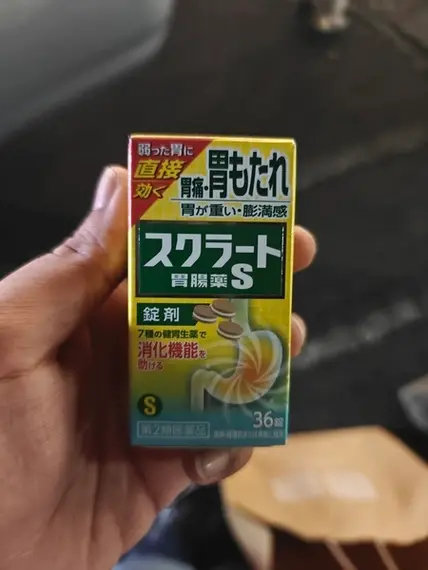 弱った胃に
直接
効く
胃痛・胃もたれ
胃が重い・膨満感
スクラート
胃腸薬S
錠剤
7種の健胃生薬で
消化機能を
助ける
S
第2類医薬品
36錠